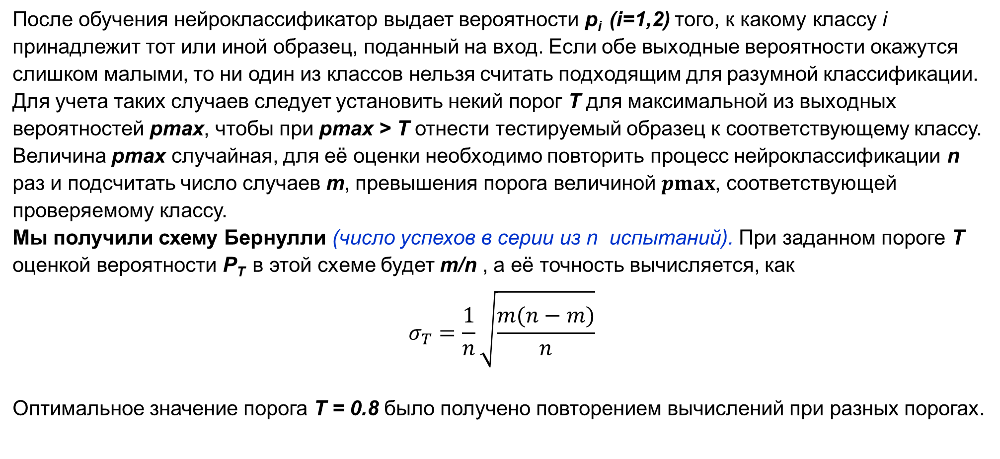 После обучения нейроклассификатор выдает вероятности p_i (i=1,2) того, к какому классу i
принадлежит тот или иной образец, поданный на вход. Если обе выходные вероятности окажутся
слишком малыми, то ни один из классов нельзя считать подходящим для разумной классификации.
Для учета таких случаев следует установить некий порог T для максимальной из выходных
вероятностей pmax, чтобы при pmax > T отнести тестируемый образец к соответствующему классу.
Величина pmax случайная, для её оценки необходимо повторить процесс нейроклассификации n
раз и подсчитать число случаев m, превышения порога величиной pmax, соответствующей
проверяемому классу.
Мы получили схему Бернулли (число успехов в серии из n испытаний). При заданном пороге T
оценкой вероятности P_T в этой схеме будет m/n , а её точность вычисляется, как
σ_T = \frac{1}{n} \sqrt{\frac{m(n − m)}{n}}
Оптимальное значение порога T = 0.8 было получено повторением вычислений при разных порогах.